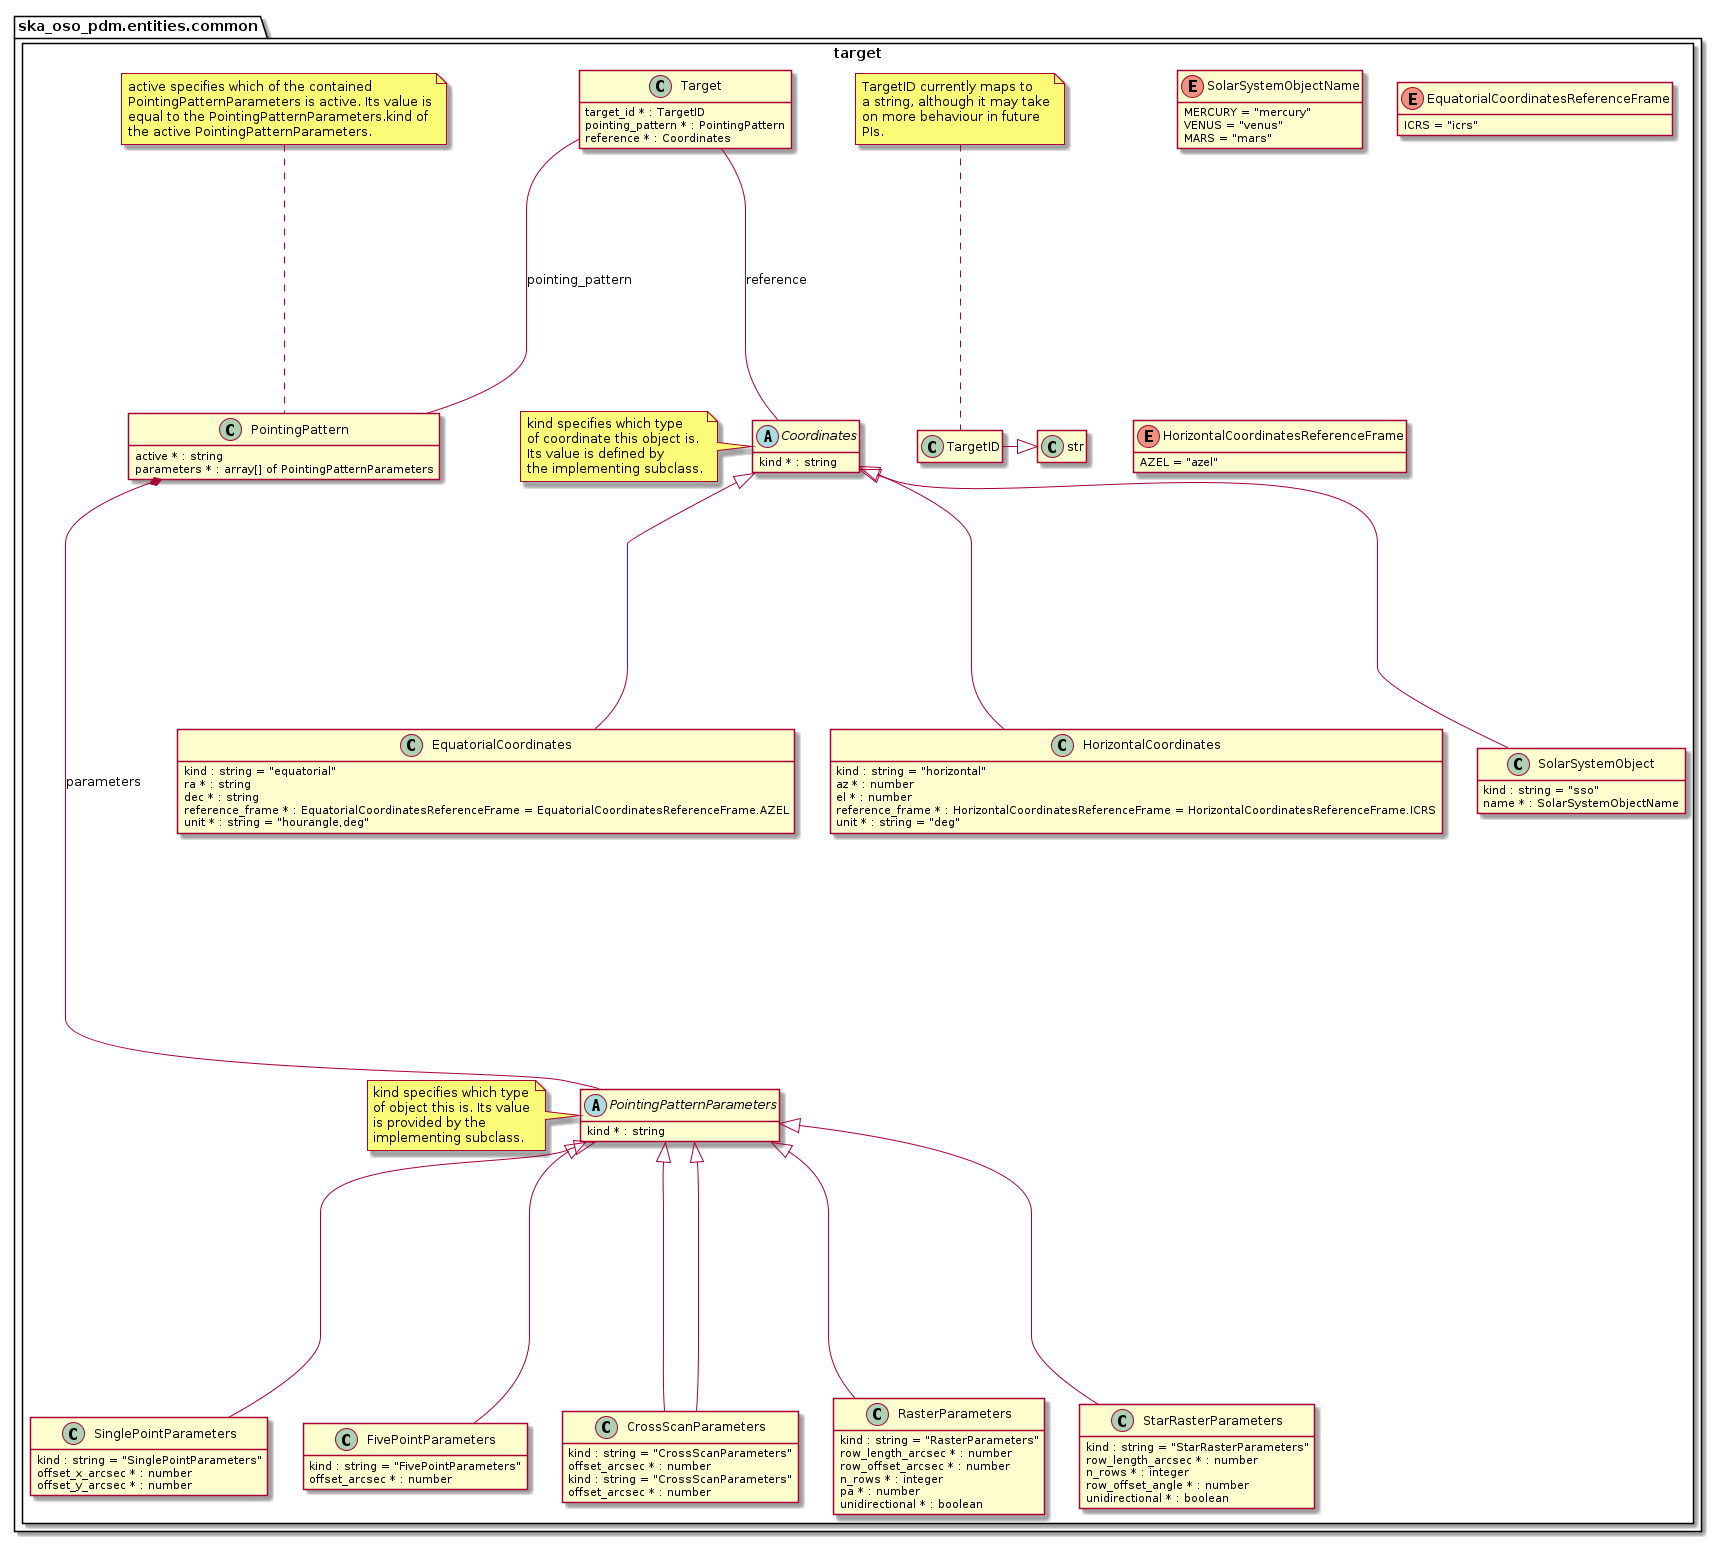 ska_oso_pdm.entities.common
target
active specifies which of the contained
PointingPatternParameters is active. Its value is
equal to the PointingPatternParameters.kind of
the active PointingPatternParameters.
C Target
target_id * : TargetID
pointing_pattern * : PointingPattern
reference * : Coordinates
TargetID currently maps to
a string, although it may take
on more behaviour in future
PIs.
E SolarSystemObjectName
MERCURY = "mercury"
VENUS = "venus"
MARS = "mars"
E EquatorialCoordinatesReferenceFrame
ICRS = "icrs"
pointing_pattern
reference
C PointingPattern
active * : string
parameters * : array[] of PointingPatternParameters
kind specifies which type
of coordinate this object is.
Its value is defined by
the implementing subclass.
A Coordinates
kind * : string
C TargetID
C str
E HorizontalCoordinatesReferenceFrame
AZEL = "azel"
C EquatorialCoordinates
kind : string = "equatorial"
ra * : string
dec * : string
reference_frame * : EquatorialCoordinatesReferenceFrame = EquatorialCoordinatesReferenceFrame.AZEL
unit * : string = "hourangle,deg"
C HorizontalCoordinates
kind : string = "horizontal"
az * : number
el * : number
reference_frame * : HorizontalCoordinatesReferenceFrame = HorizontalCoordinatesReferenceFrame.ICRS
unit * : string = "deg"
C SolarSystemObject
kind : string = "sso"
name * : SolarSystemObjectName
parameters
kind specifies which type
of object this is. Its value
is provided by the
implementing subclass.
A PointingPatternParameters
kind * : string
C SinglePointParameters
kind : string = "SinglePointParameters"
offset_x_arcsec * : number
offset_y_arcsec * : number
C FivePointParameters
kind : string = "FivePointParameters"
offset_arcsec * : number
C CrossScanParameters
kind : string = "CrossScanParameters"
offset_arcsec * : number
kind : string = "CrossScanParameters"
offset_arcsec * : number
C RasterParameters
kind : string = "RasterParameters"
row_length_arcsec * : number
row_offset_arcsec * : number
n_rows * : integer
pa * : number
unidirectional * : boolean
C StarRasterParameters
kind : string = "StarRasterParameters"
row_length_arcsec * : number
n_rows * : integer
row_offset_angle * : number
unidirectional * : boolean